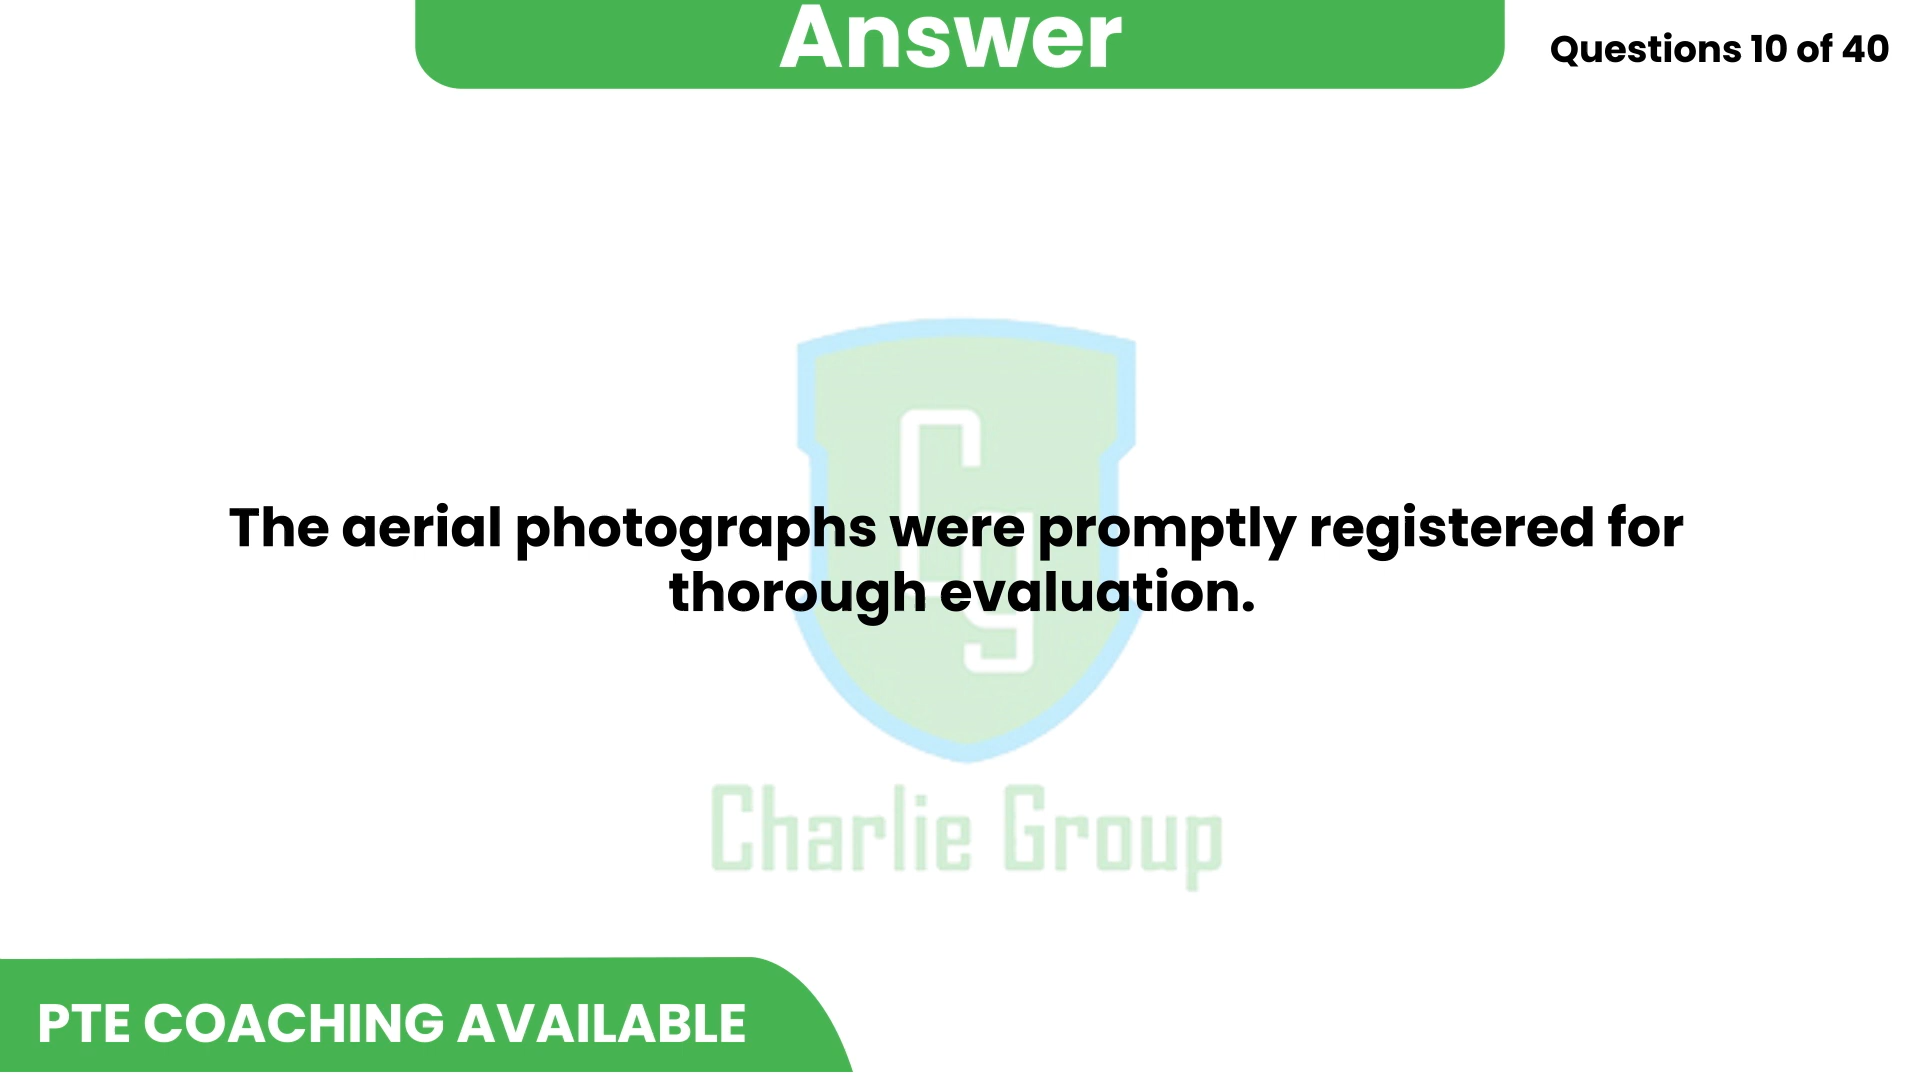 Answer
Questions 10 of 40
Cg
The aerial photographs were promptly registered for
thorough evaluation.
Charlie Group
PTE COACHING AVAILABLE